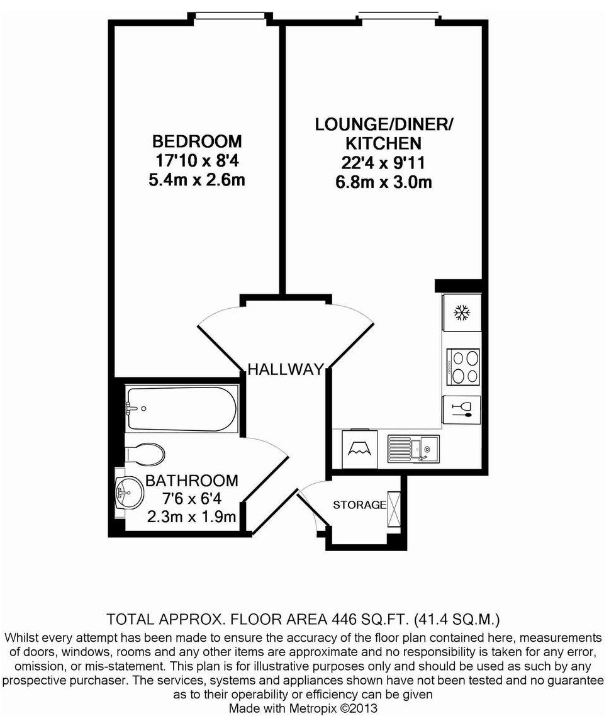 BEDROOM
17'10 x 8'4
5.4m x 2.6m
LOUNGE/DINER/
KITCHEN
22'4 x 9'11
6.8m x 3.0m
HALLWAY
BATHROOM
7'6 x 6'4
2.3m x 1.9m
STORAGE
TOTAL APPROX. FLOOR AREA 446 SQ.FT. (41.4 SQ.M.)
Whilst every attempt has been made to ensure the accuracy of the floor plan contained here, measurements
of doors, windows, rooms and any other items are approximate and no responsibility is taken for any error,
omission, or mis-statement. This plan is for illustrative purposes only and should be used as such by any
prospective purchaser. The services, systems and appliances shown have not been tested and no guarantee
as to their operability or efficiency can be given
Made with Metropix ©2013